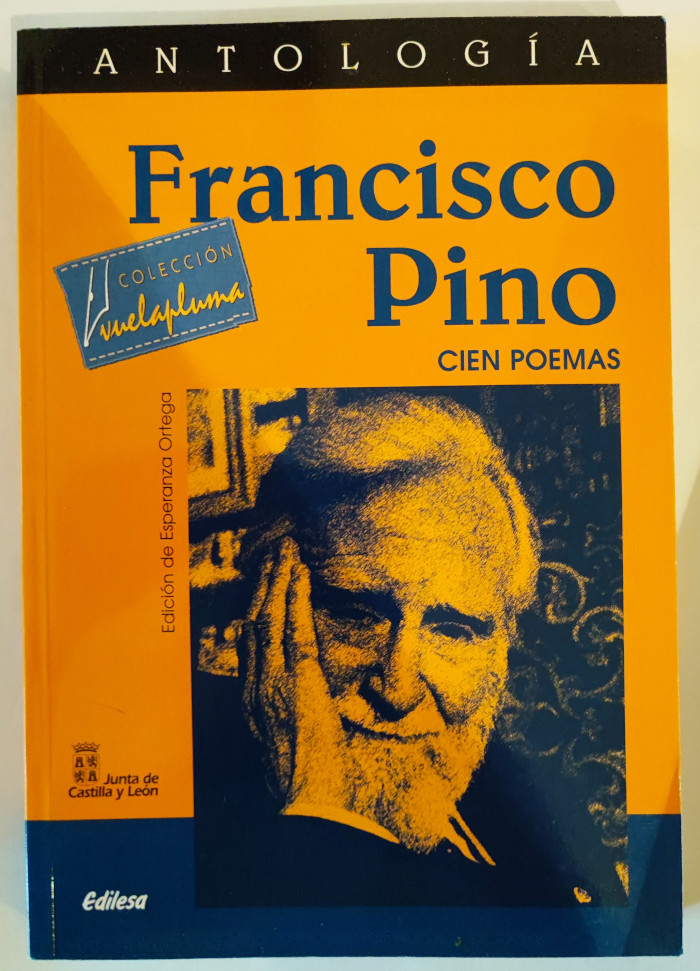 ANTOLOGÍA
Francisco
Pino
COLECCIÓN
vuelapluma
CIEN POEMAS
Edición de Esperanza Ortega
Junta de
Castilla y León
Edilesa